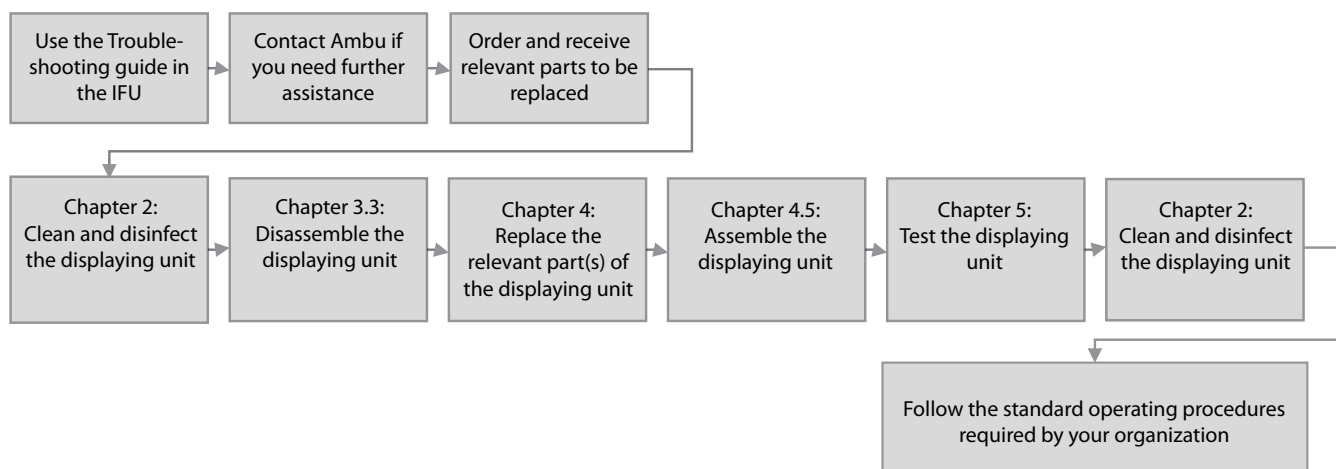 Use the Trouble-
shooting guide in
the IFU
Contact Ambu if
you need further
assistance
Order and receive
relevant parts to be
replaced
Chapter 2:
Clean and disinfect
the displaying unit
Chapter 3.3:
Disassemble the
displaying unit
Chapter 4:
Replace the
relevant part(s) of
the displaying unit
Chapter 4.5:
Assemble the
displaying unit
Chapter 5:
Test the displaying
unit
Chapter 2:
Clean and disinfect
the displaying unit
Follow the standard operating procedures
required by your organization